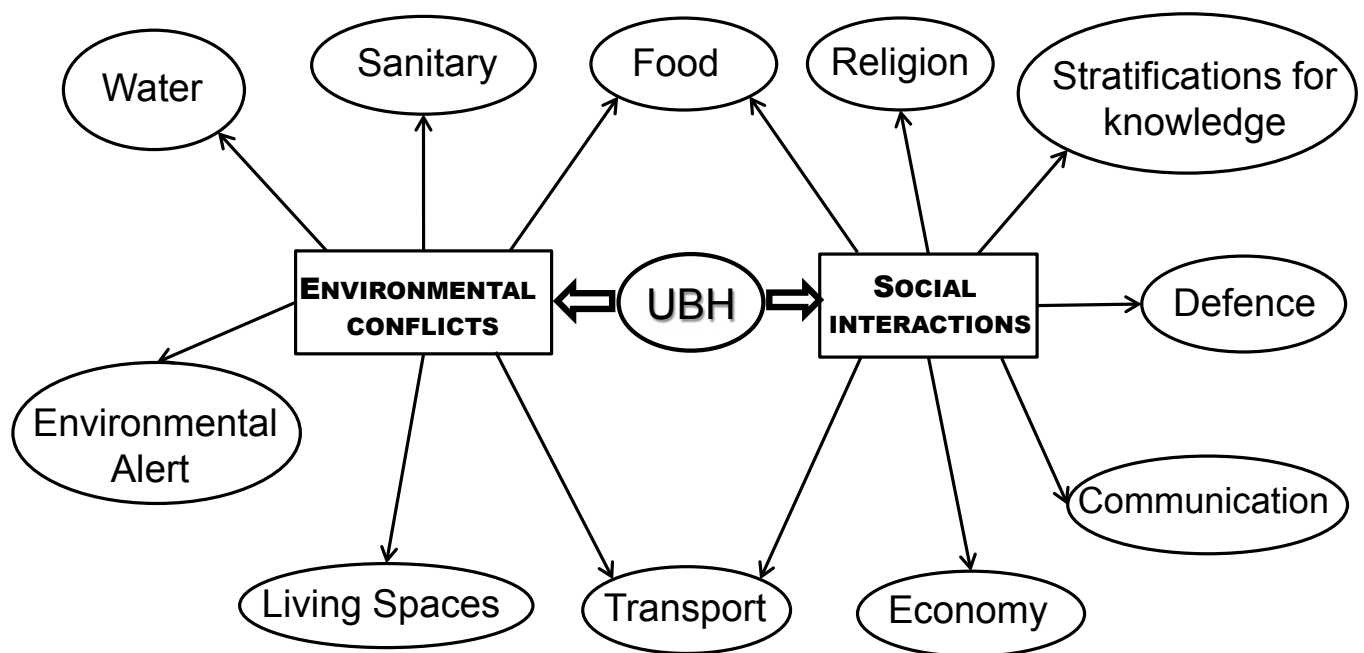 Water
Sanitary
Food
Religion
Stratifications for
knowledge
ENVIRONMENTAL
CONFLICTS
UBH
SOCIAL
INTERACTIONS
Defence
Environmental
Alert
Communication
Living Spaces
Transport
Economy